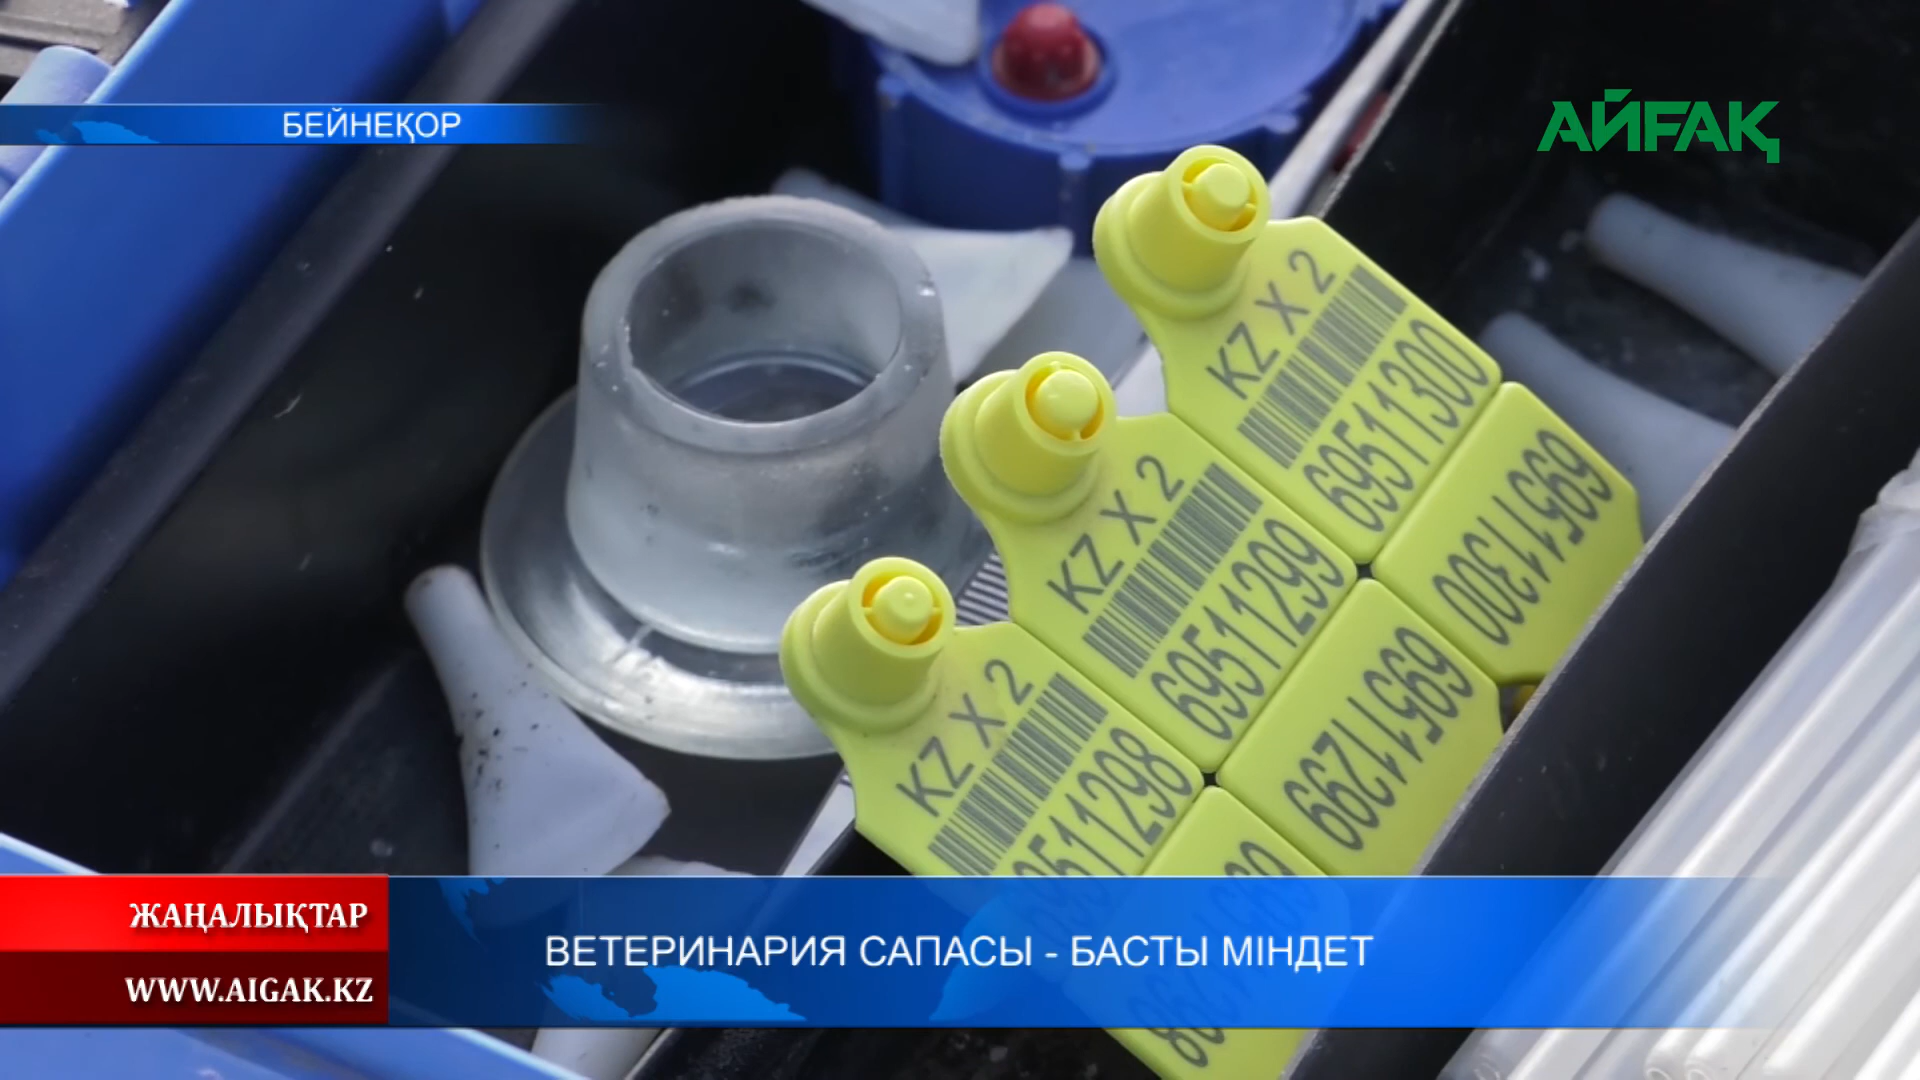 БЕЙНЕҚОР
АЙҒАҚ
KZ X 2
69511300
69511300
KZ X 2
69511299
69511299
KZ X 2
69511298
ЖАҢАЛЫҚТАР
WWW.AIGAK.KZ
ВЕТЕРИНАРИЯ САПАСЫ - БАСТЫ МІНДЕТ